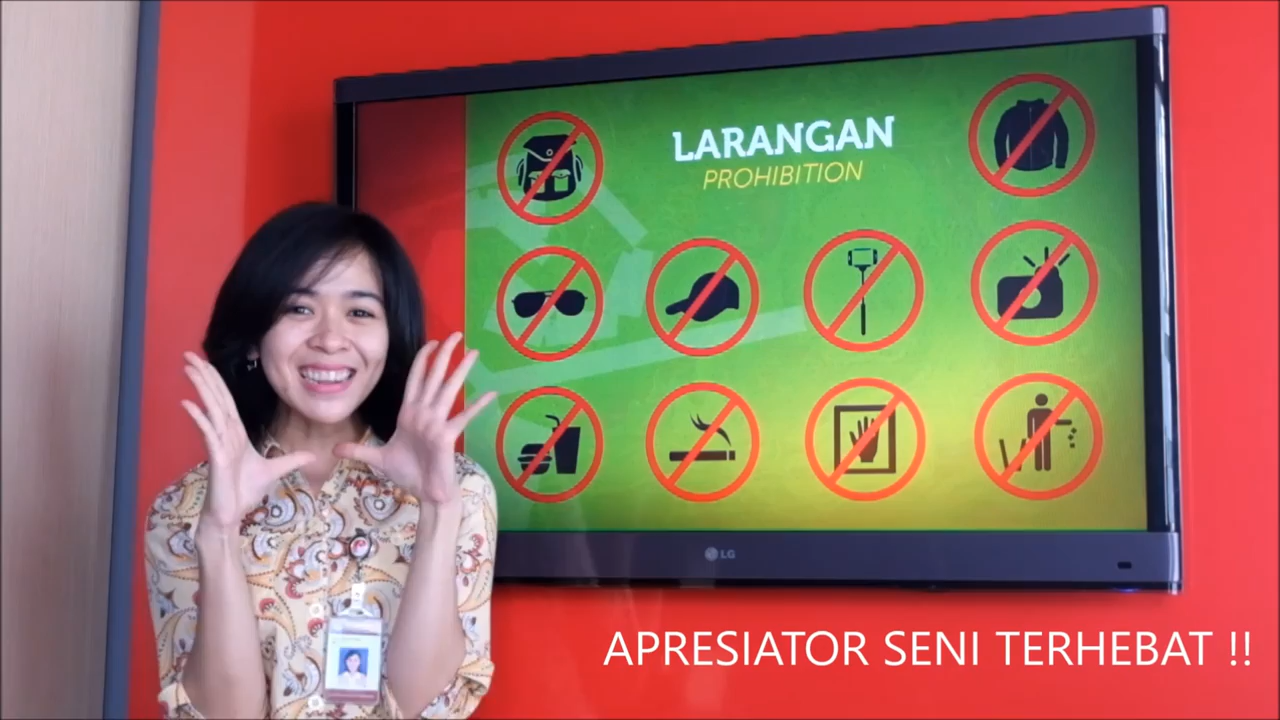 LARANGAN
PROHIBITION
LG
APRESIATOR SENI TERHEBAT !!